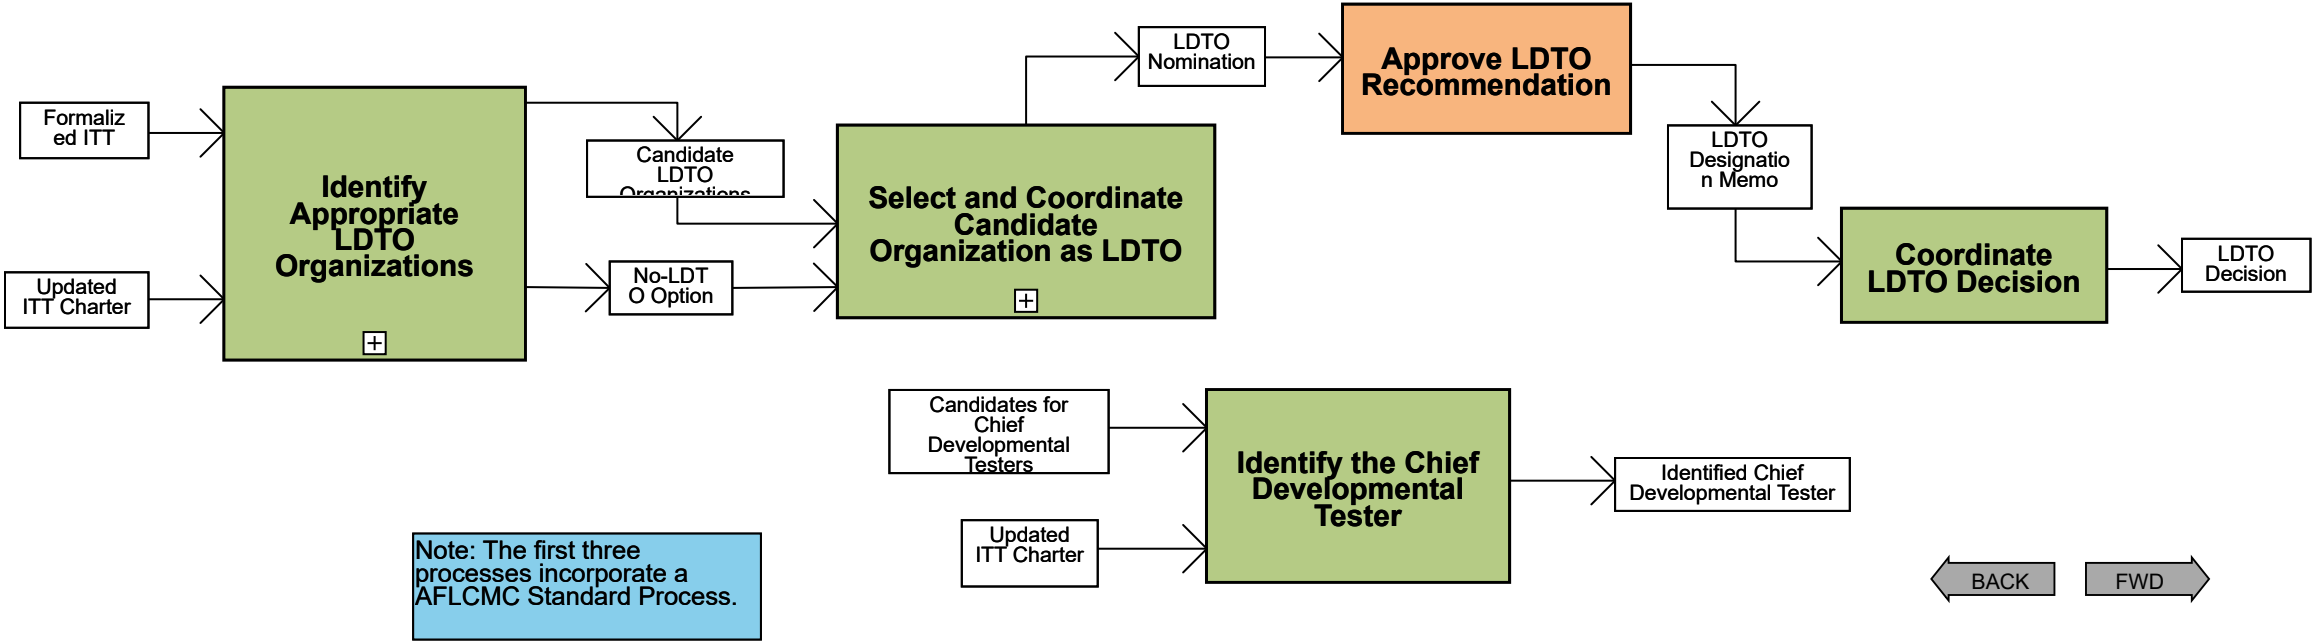 Formaliz
ed ITT
Updated
ITT Charter
Identify
Appropriate
LDTO
Organizations
Candidate
LDTO
Organizations
No-LDT
O Option
Select and Coordinate
Candidate
Organization as LDTO
LDTO
Nomination
Approve LDTO
Recommendation
LDTO
Designatio
n Memo
Coordinate
LDTO Decision
LDTO
Decision
Candidates for
Chief
Developmental
Testers
Updated
ITT Charter
Identify the Chief
Developmental
Tester
Identified Chief
Developmental Tester
Note: The first three
processes incorporate a
AFLCMC Standard Process.
BACK
FWD